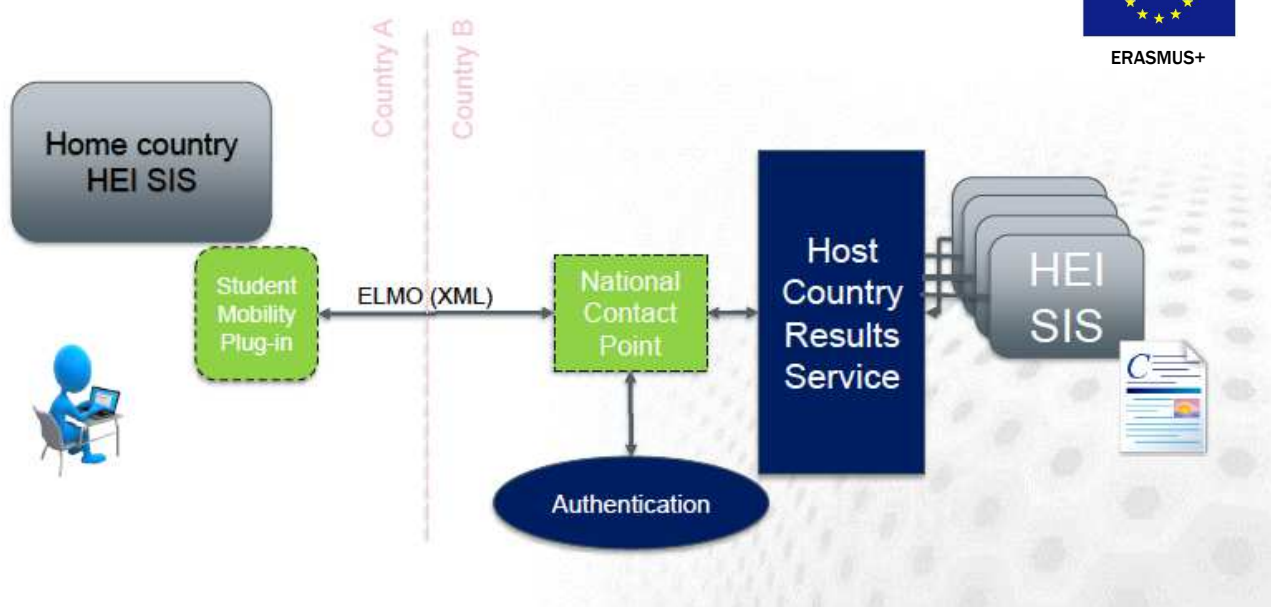 ERASMUS+
Country A
Country B
Home country
HEI SIS
Student
Mobility
Plug-in
ELMO (XML)
National
Contact
Point
Host
Country
Results
Service
HEI
SIS
C
Authentication